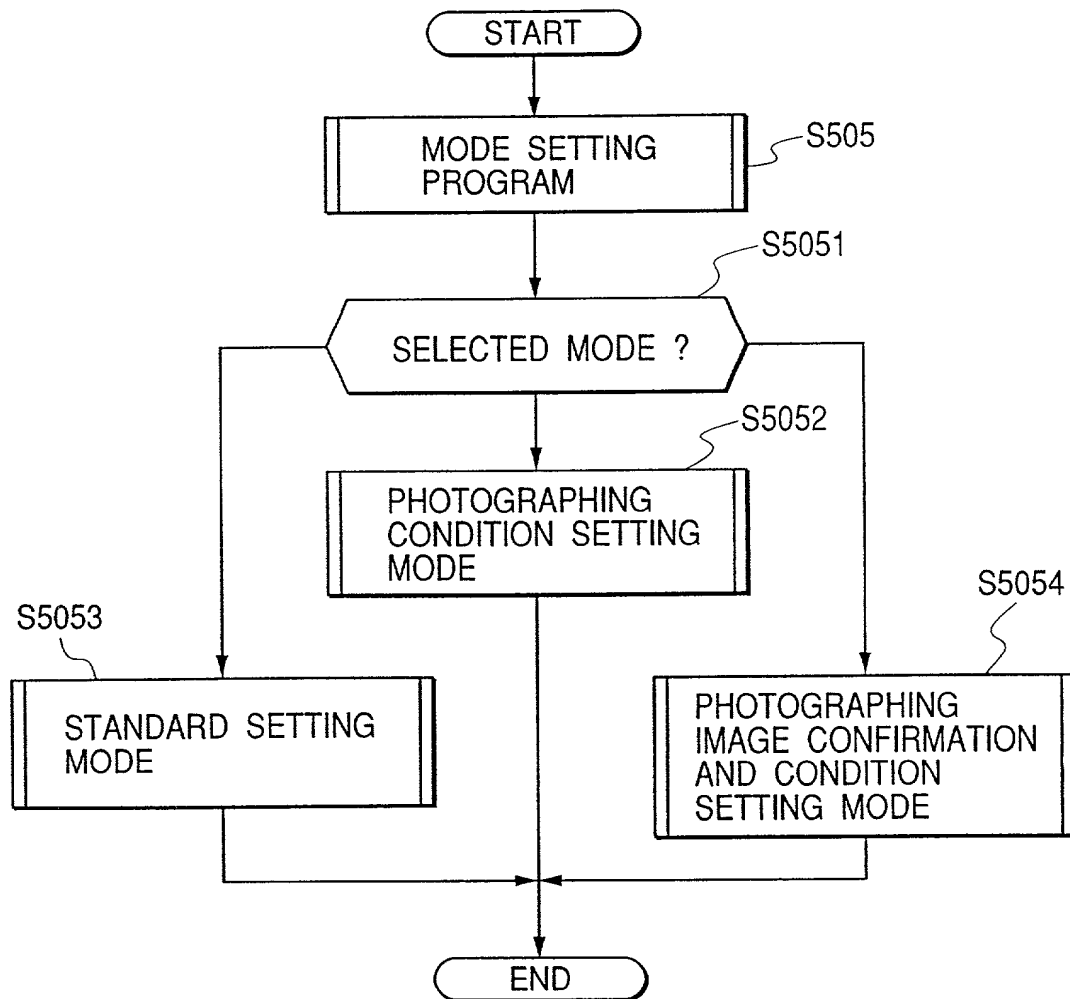 START
MODE SETTING
PROGRAM
S505
S5051
SELECTED MODE ?
S5052
PHOTOGRAPHING
CONDITION SETTING
MODE
S5053
STANDARD SETTING
MODE
S5054
PHOTOGRAPHING
IMAGE CONFIRMATION
AND CONDITION
SETTING MODE
END